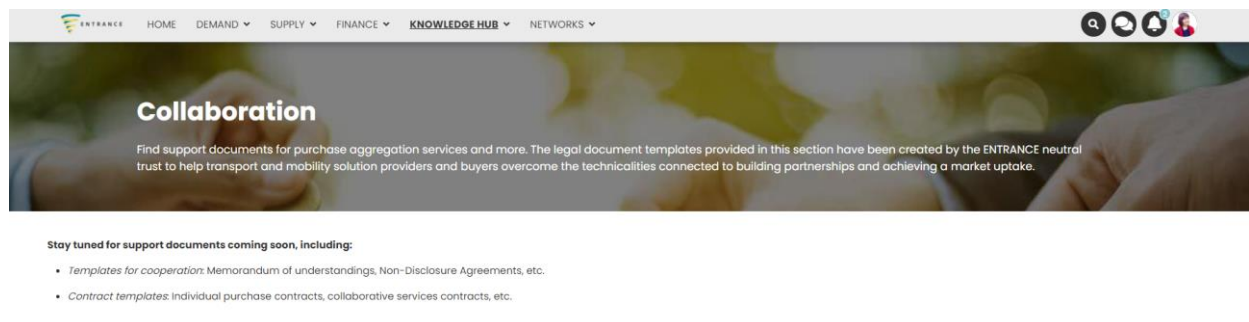 ENTRANCE HOME DEMAND SUPPLY FINANCE KNOWLEDGE HUB NETWORKS
Collaboration
Find support documents for purchase aggregation services and more. The legal document templates provided in this section have been created by the ENTRANCE neutral
trust to help transport and mobility solution providers and buyers overcome the technicalities connected to building partnerships and achieving a market uptake.
Stay tuned for support documents coming soon, including:
• Templates for cooperation: Memorandum of understandings, Non-Disclosure Agreements, etc.
• Contract templates: Individual purchase contracts, collaborative services contracts, etc.